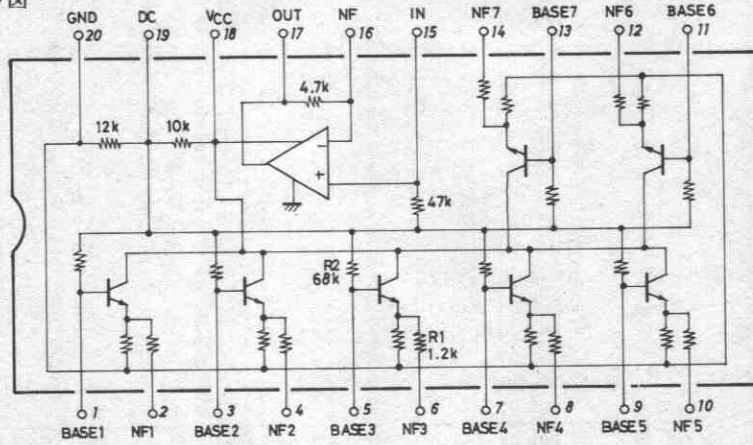 図
GND DC VCC OUT NF IN NF7 BASE7 NF6 BASE6
20 19 18 17 16 15 14 13 12 11
4.7k
12k 10k
−
+
47k
R2
68k
R1
1.2k
1 2 3 4 5 6 7 8 9 10
BASE1 NF1 BASE2 NF2 BASE3 NF3 BASE4 NF4 BASE5 NF5